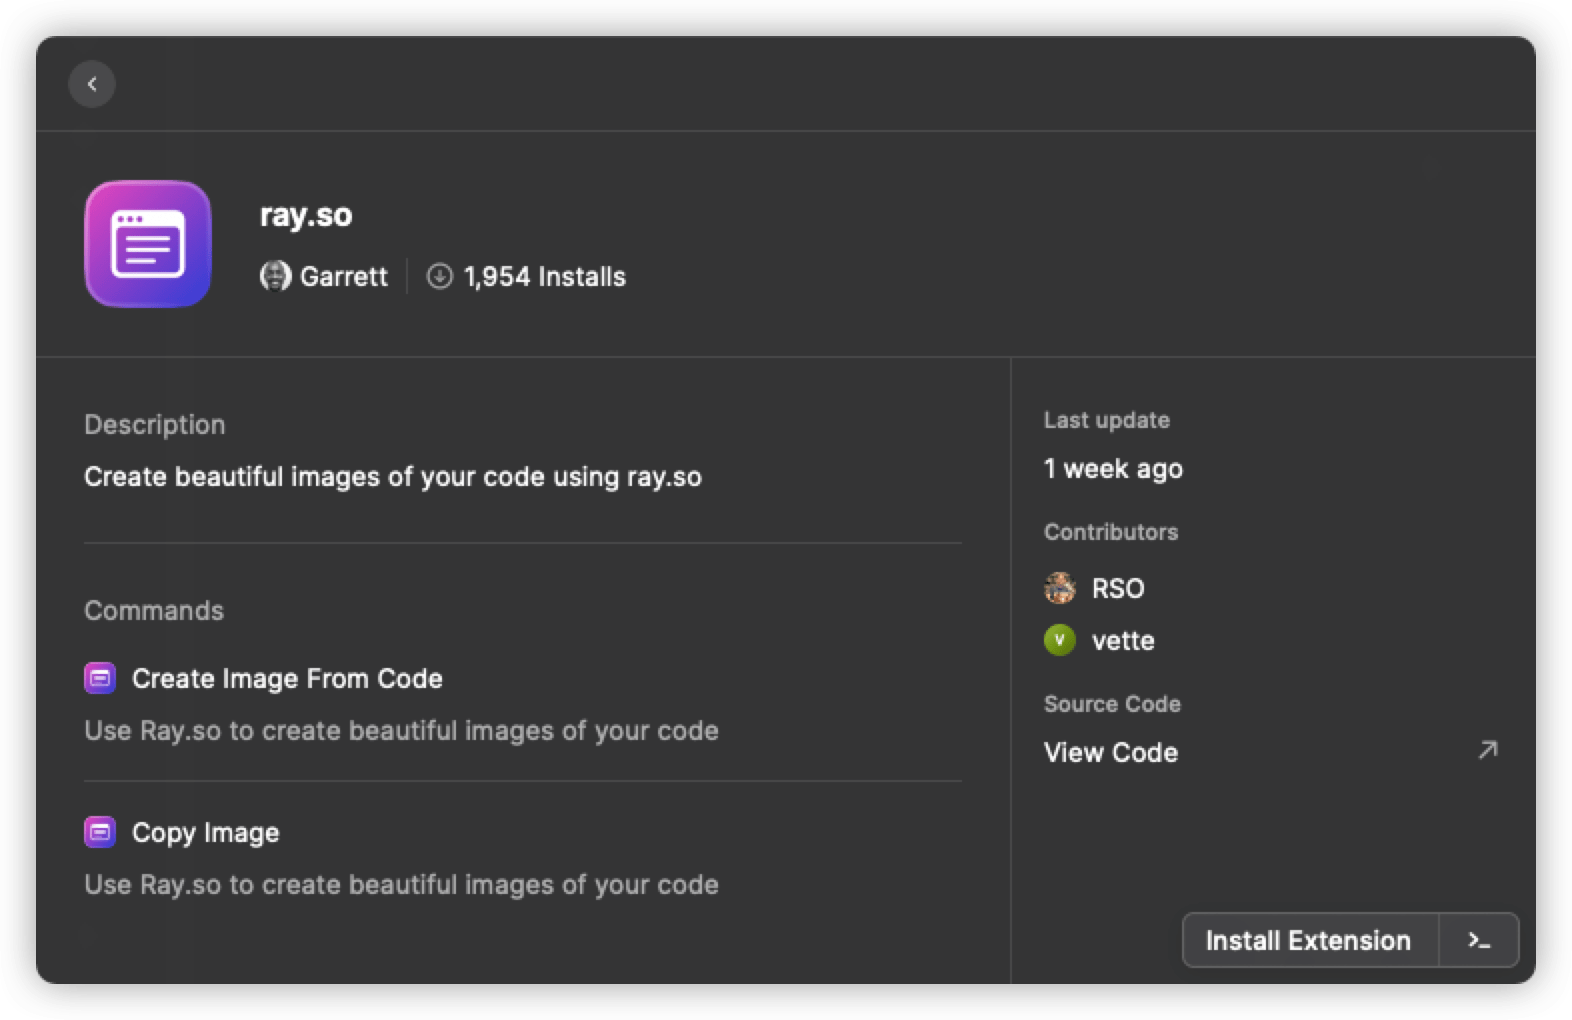 ray.so
Garrett
1,954 Installs
Description
Create beautiful images of your code using ray.so
Commands
Create Image From Code
Use Ray.so to create beautiful images of your code
Copy Image
Use Ray.so to create beautiful images of your code
Last update
1 week ago
Contributors
RSO
V
vette
Source Code
View Code
Install Extension
>_